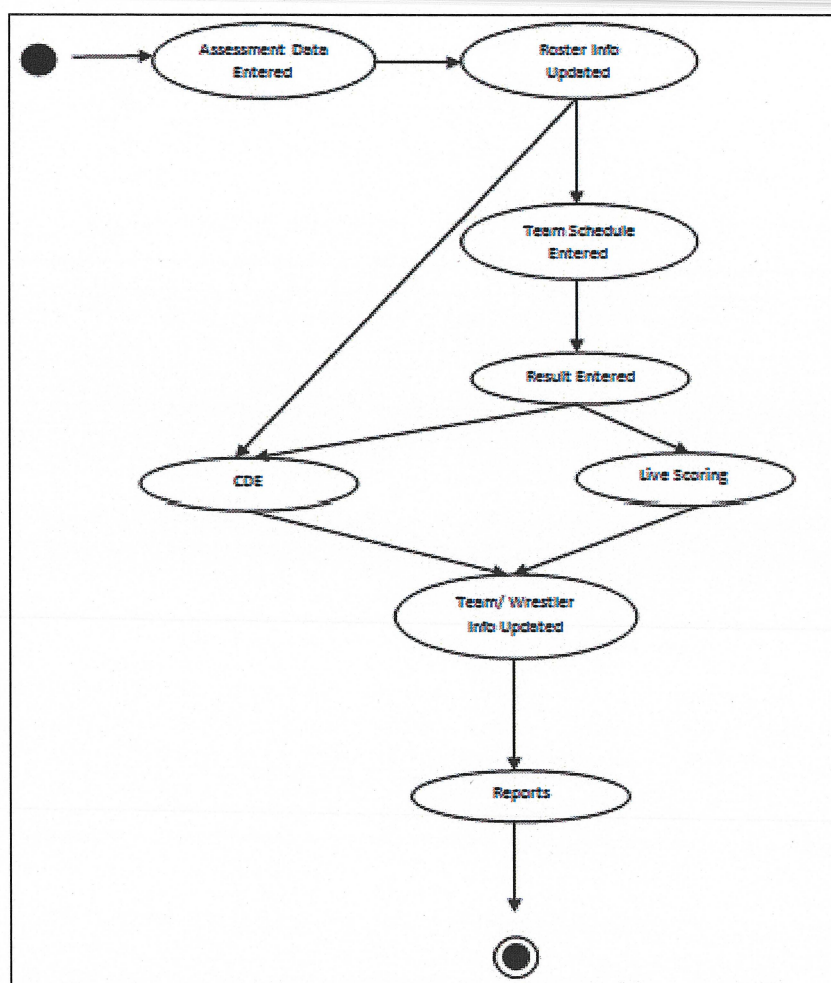 Assessment Data
Entered
Roster Info
Updated
Team Schedule
Entered
Result Entered
CDE
Live Scoring
Team/ Wrestler
Info Updated
Reports